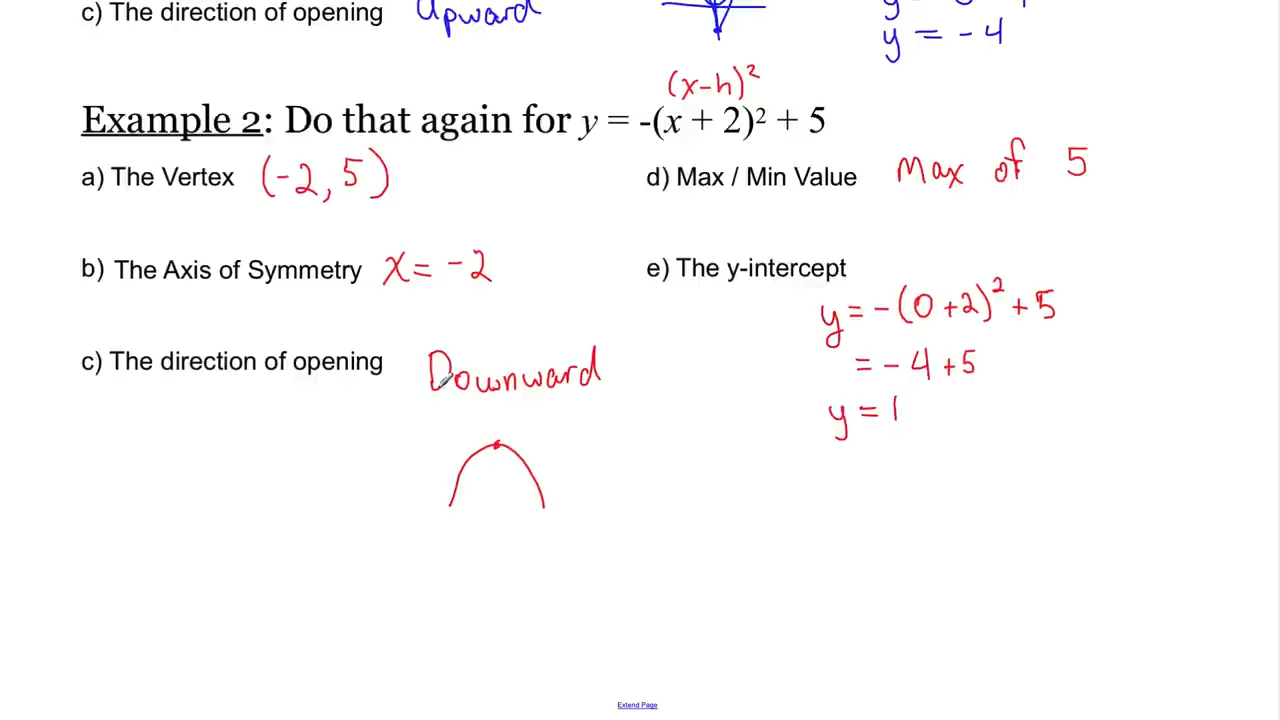 c) The direction of opening Upward
y = -4
(x-h)²
Example 2: Do that again for y = -(x + 2)² + 5
a) The Vertex (-2, 5)
d) Max / Min Value Max of 5
b) The Axis of Symmetry x = -2
e) The y-intercept
y = -(0+2)² + 5
= -4 + 5
y = 1
c) The direction of opening Downward
Extend Page